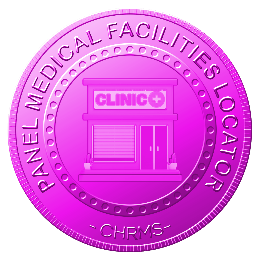 PANEL MEDICAL FACILITIES LOCATOR
CLINIC
~CHRMS~